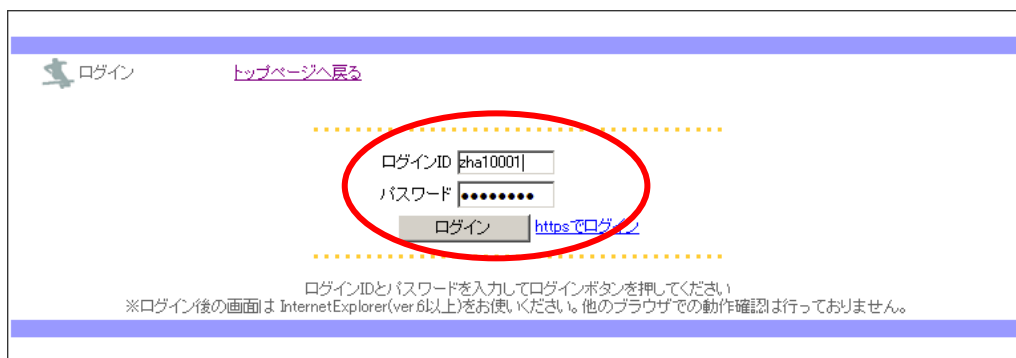 ログイン トップページへ戻る
ログインID zha10001
パスワード ●●●●●●●●
ログイン httpsでログイン
ログインIDとパスワードを入力してログインボタンを押してください
※ログイン後の画面は InternetExplorer(ver.6以上)をお使いください。他のブラウザでの動作確認は行っておりません。